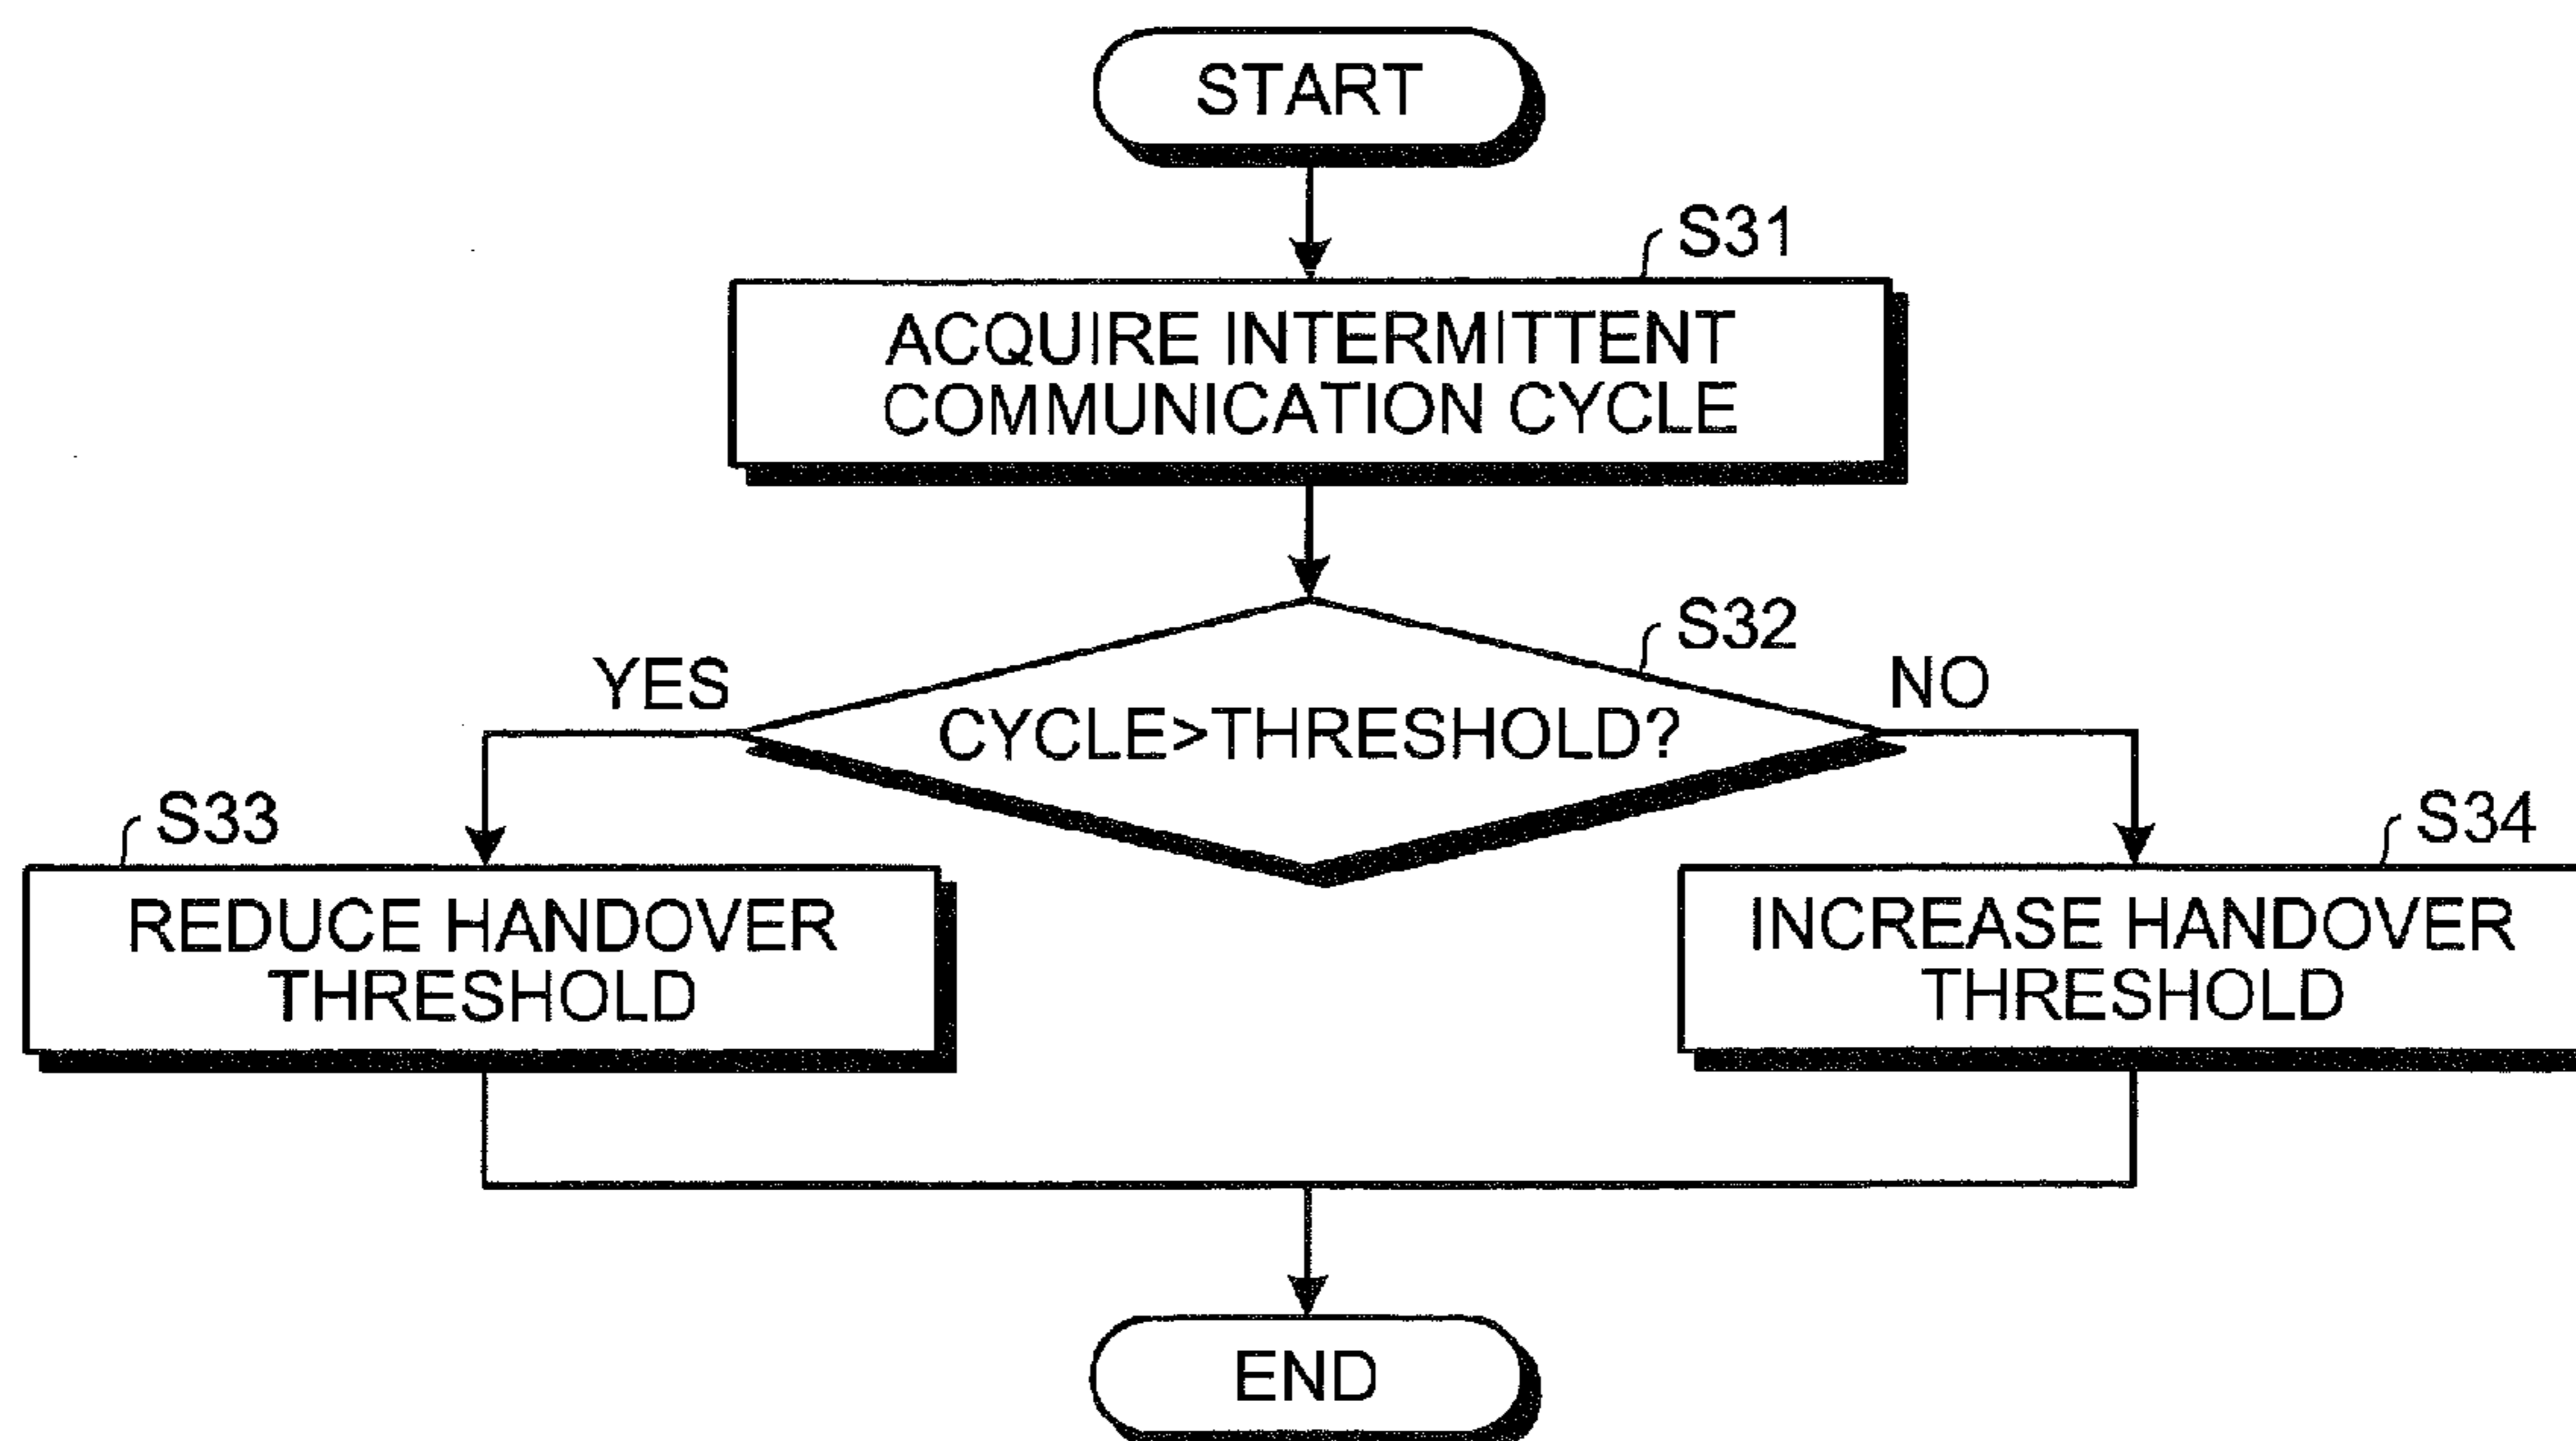 START
S31
ACQUIRE INTERMITTENT
COMMUNICATION CYCLE
S32
YES
NO
CYCLE>THRESHOLD?
S33
S34
REDUCE HANDOVER
THRESHOLD
INCREASE HANDOVER
THRESHOLD
END